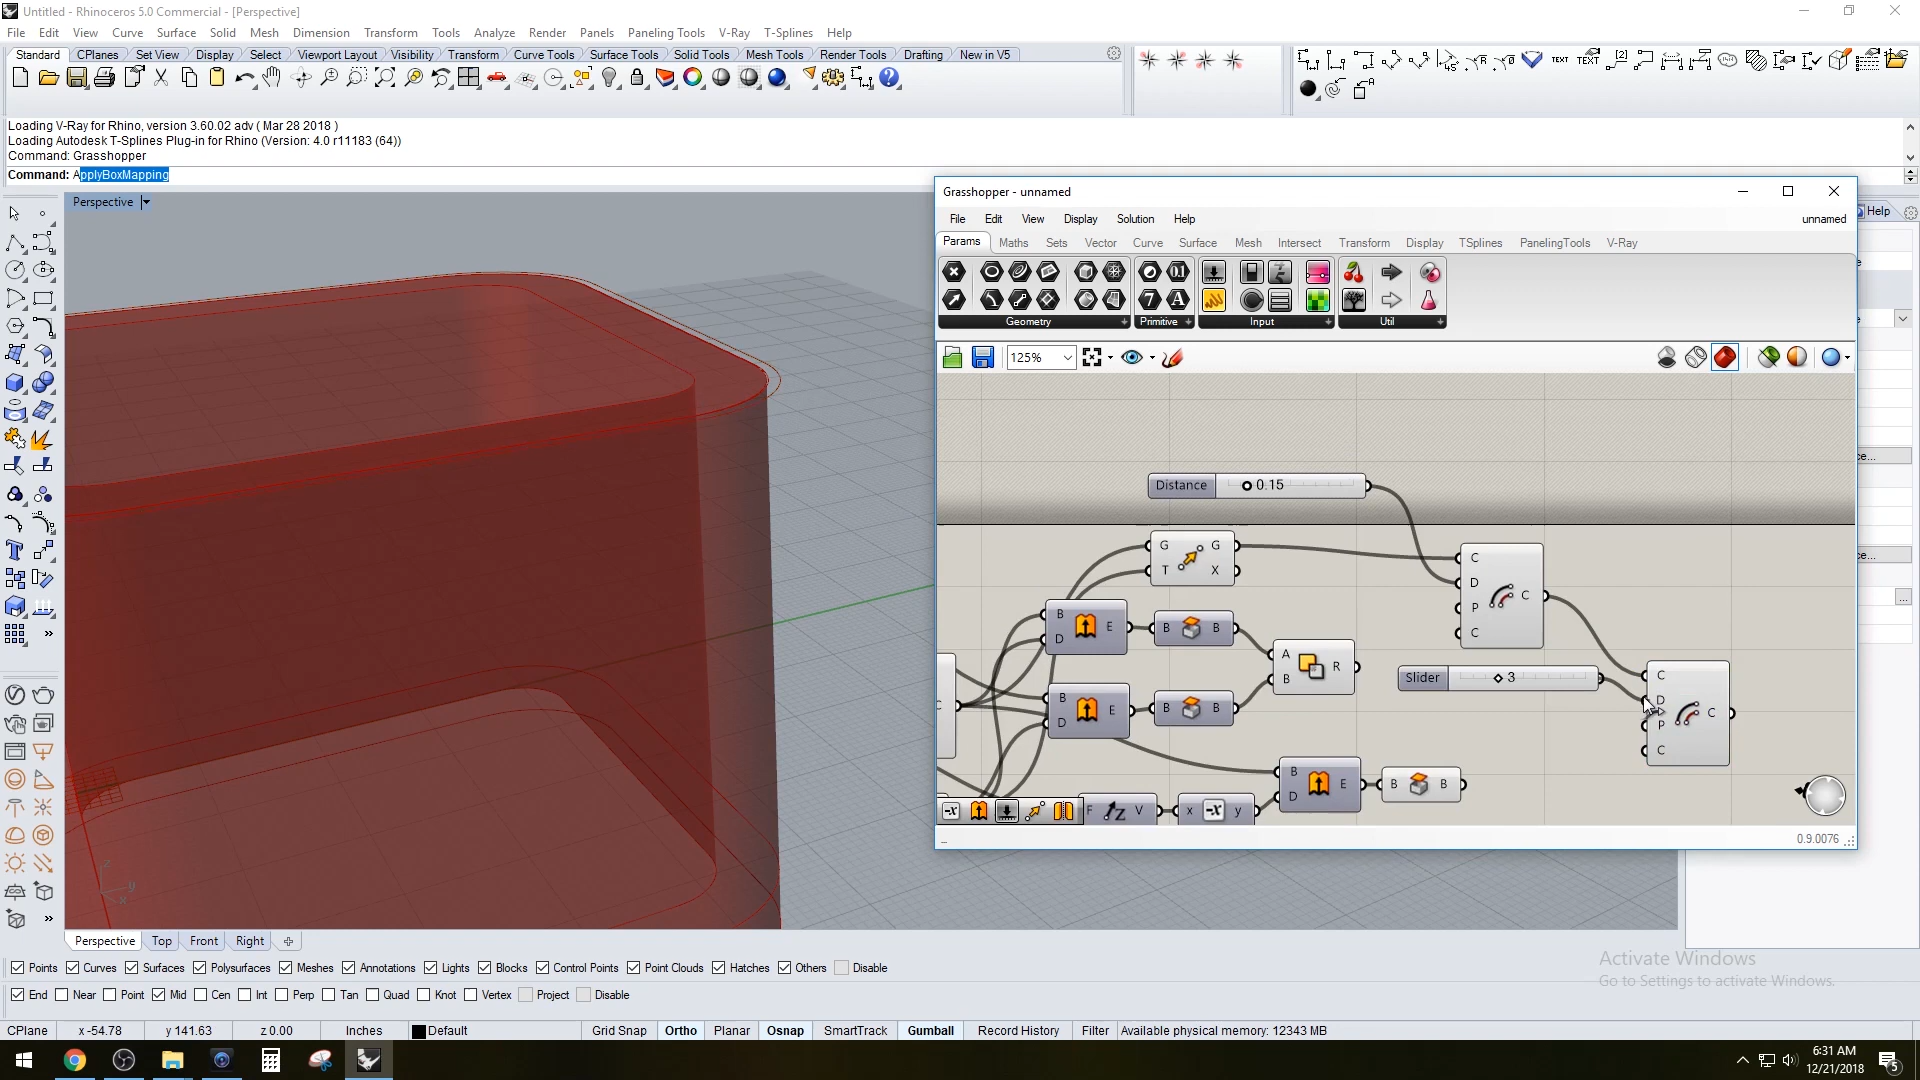 Untitled - Rhinoceros 5.0 Commercial - [Perspective]
File Edit View Curve Surface Solid Mesh Dimension Transform Tools Analyze Render Panels Paneling Tools V-Ray T-Splines Help
Standard CPlanes Set View Display Select Viewport Layout Visibility Transform Curve Tools Surface Tools Solid Tools Mesh Tools Render Tools Drafting New in V5
Loading V-Ray for Rhino, version 3.60.02 adv ( Mar 28 2018 )
Loading Autodesk T-Splines Plug-in for Rhino (Version: 4.0 r11183 (64))
Command: Grasshopper
Command: ApplyBoxMapping
Perspective
Help
Grasshopper - unnamed
File Edit View Display Solution Help unnamed
Params Maths Sets Vector Curve Surface Mesh Intersect Transform Display TSplines PanelingTools V-Ray
Geometry Primitive Input Util
125%
Distance 0.15
G G
T X
C
D
P C
C
B
D E
B B
A
B R
Slider 3
B
D E
B B
C
D
P C
C
B
D E
B B
F V
x y
0.9.0076
z
y
x
Perspective Top Front Right
Points Curves Surfaces Polysurfaces Meshes Annotations Lights Blocks Control Points Point Clouds Hatches Others Disable
End Near Point Mid Cen Int Perp Tan Quad Knot Vertex Project Disable
Activate Windows
Go to Settings to activate Windows.
CPlane x -54.78 y 141.63 z 0.00 Inches Default Grid Snap Ortho Planar Osnap SmartTrack Gumball Record History Filter Available physical memory: 12343 MB
6:31 AM
12/21/2018
5